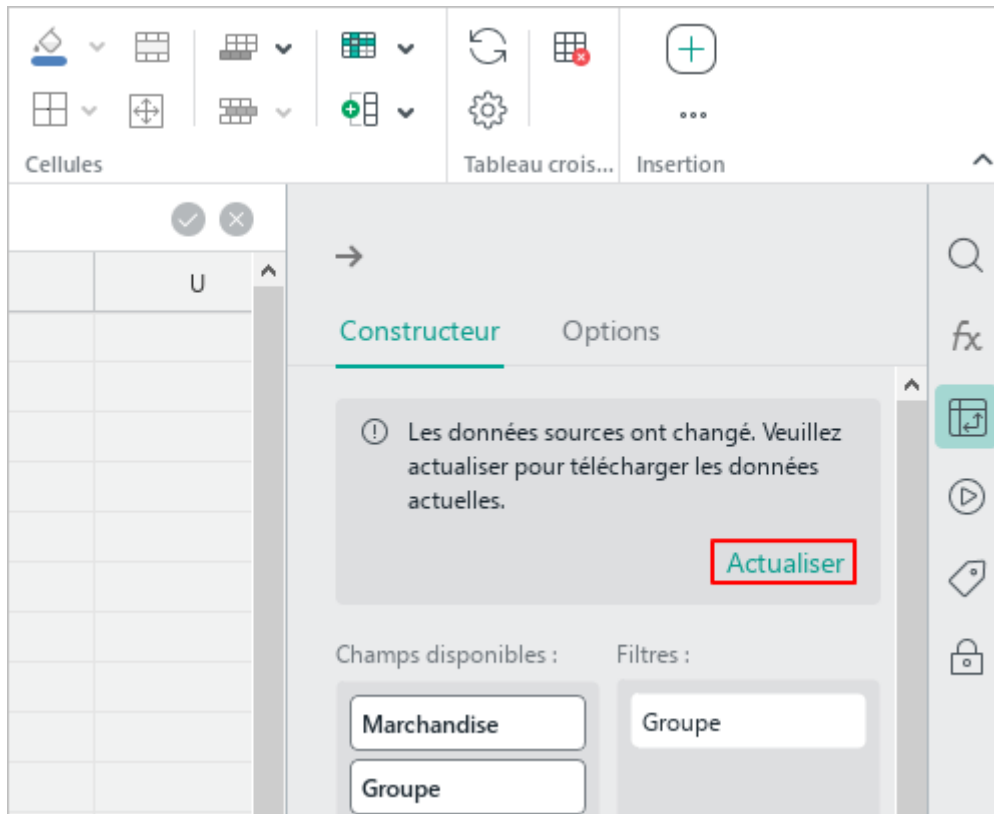 Cellules
Tableau crois...
Insertion
U
fx
Constructeur
Options
Les données sources ont changé. Veuillez
actualiser pour télécharger les données
actuelles.
Actualiser
Champs disponibles :
Filtres :
Marchandise
Groupe
Groupe